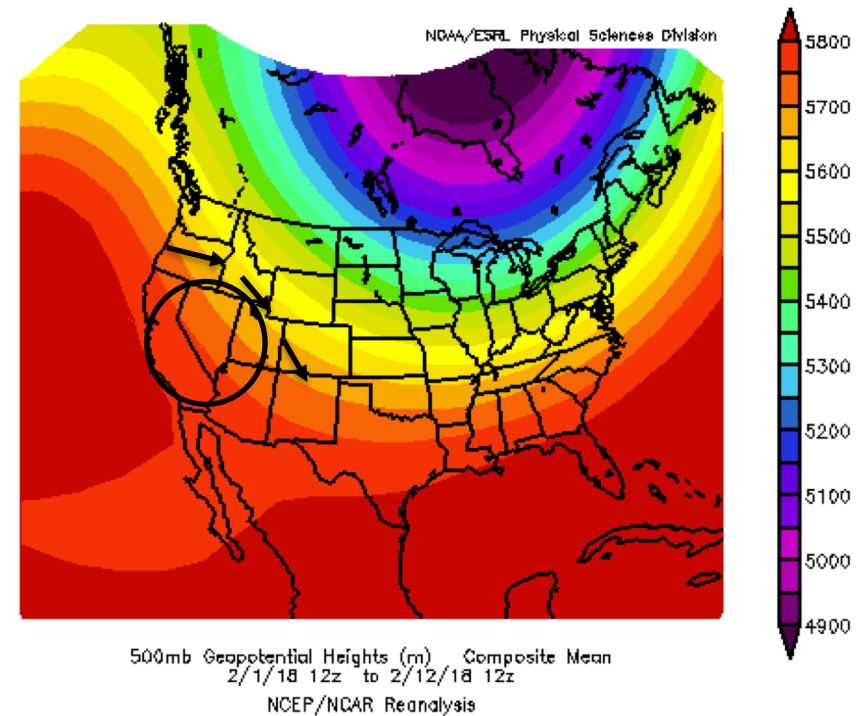 NOAA/ESRL Physical Sciences Division
5800
5700
5600
5500
5400
5300
5200
5100
5000
4900
500mb Geopotential Heights (m) Composite Mean
2/1/18 12z to 2/12/18 12z
NCEP/NCAR Reanalysis